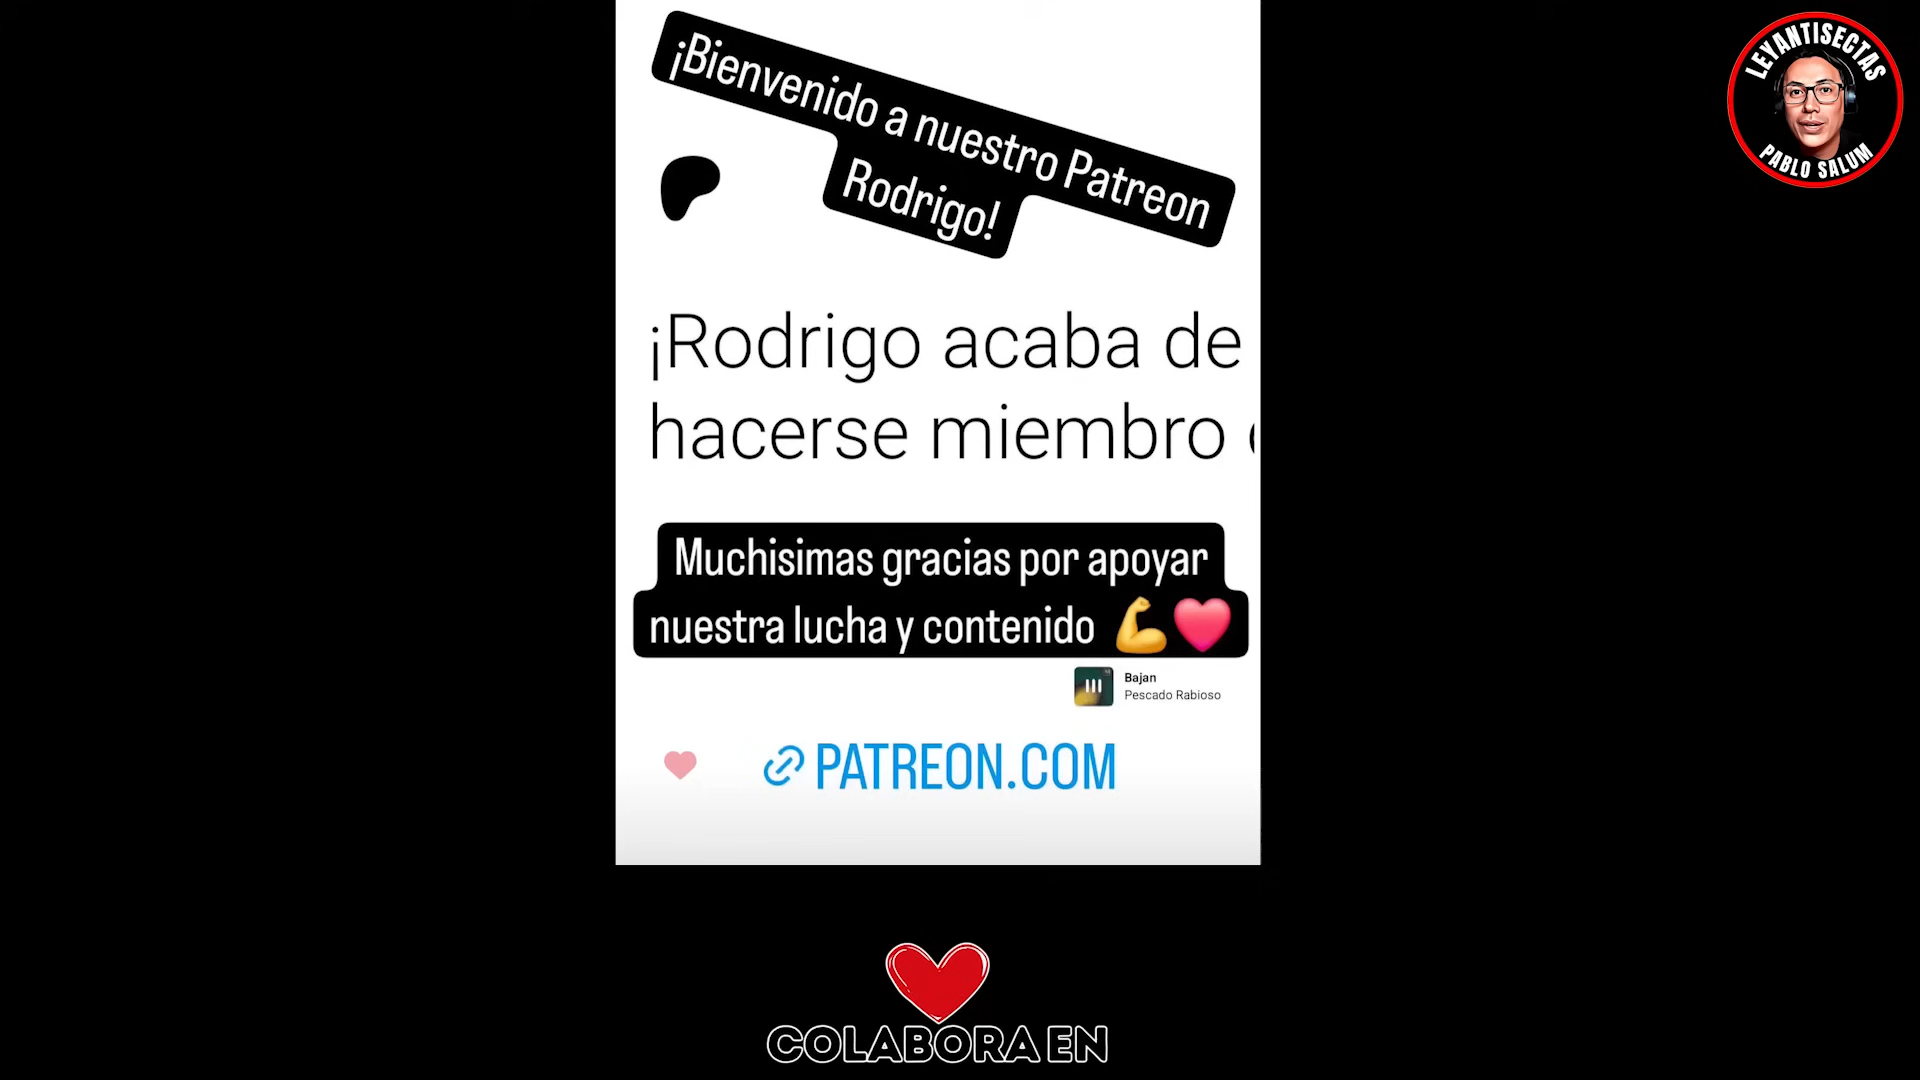 ¡Bienvenido a nuestro Patreon
Rodrigo!
LEYANTISECTAS
PABLO SALUM
¡Rodrigo acaba de
hacerse miembro
Muchisimas gracias por apoyar
nuestra lucha y contenido 💪❤️
Bajan
Pescado Rabioso
PATREON.COM
COLABORA EN